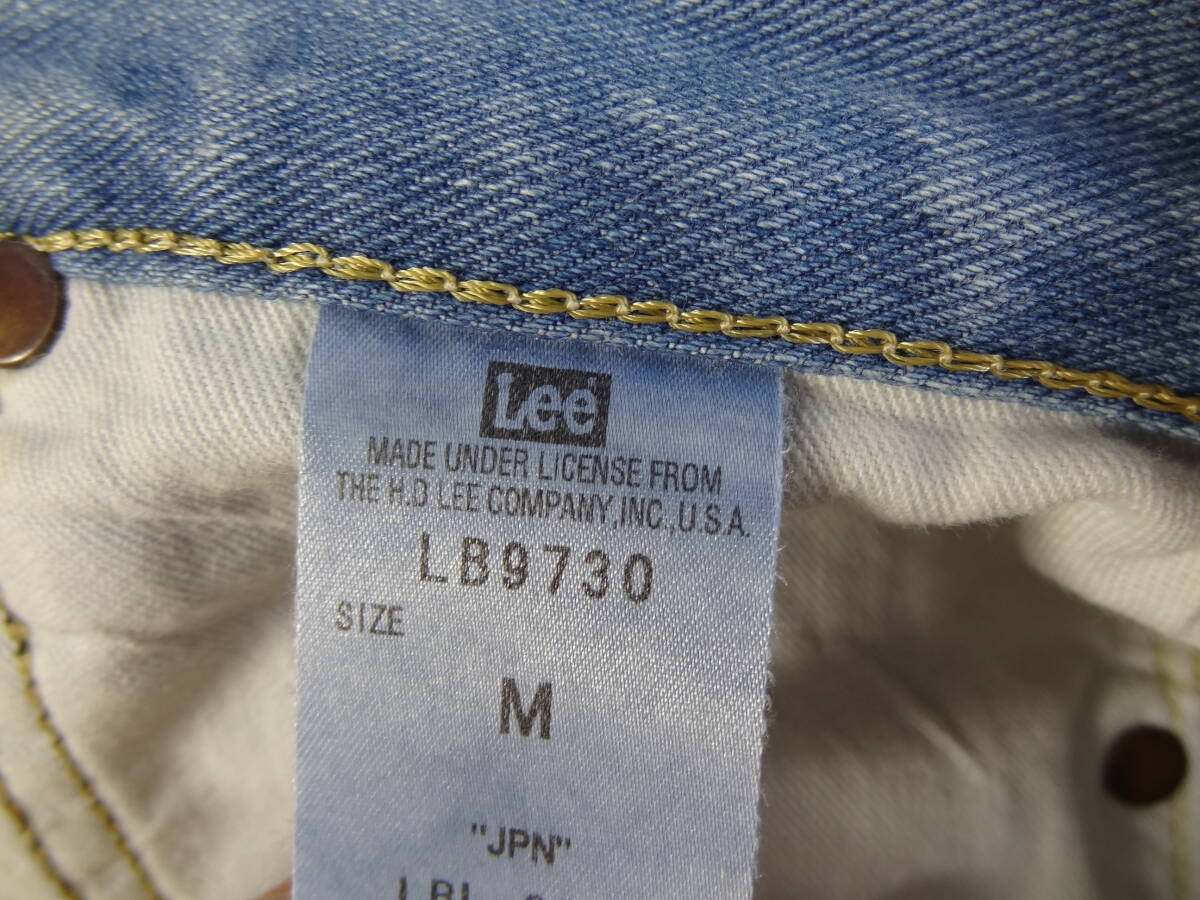 Lee
MADE UNDER LICENSE FROM
THE H.D LEE COMPANY, INC., U.S.A.
LB9730
SIZE
M
"JPN"